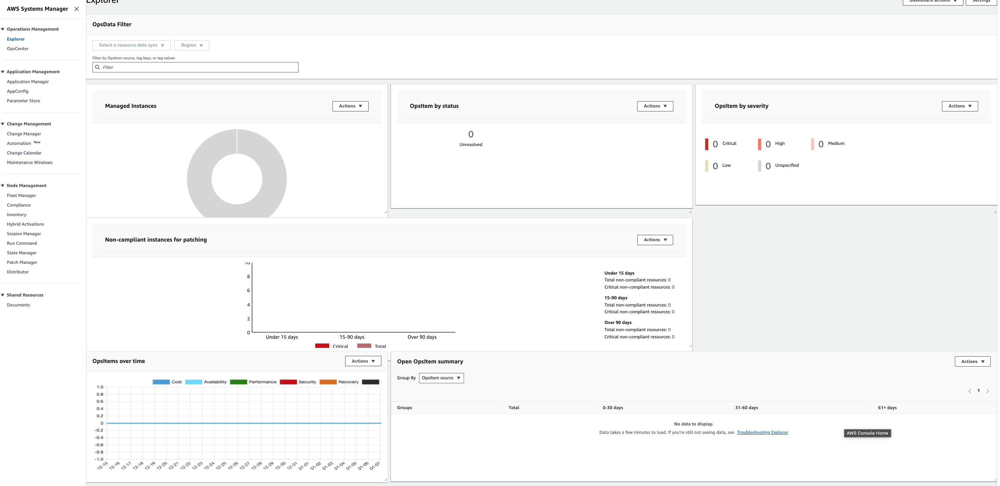 AWS Systems Manager
Operations Management
Explorer
OpsCenter
Application Management
Application Manager
AppConfig
Parameter Store
Change Management
Change Manager
Automation New
Change Calendar
Maintenance Windows
Node Management
Fleet Manager
Compliance
Inventory
Hybrid Activations
Session Manager
Run Command
State Manager
Patch Manager
Distributor
Shared Resources
Documents
Explorer
Dashboard actions
Settings
OpsData Filter
Select a resource data sync
Region
Filter by OpsItem source, tag keys, or tag values
Filter
Managed Instances
Actions
OpsItem by status
Actions
0
Unresolved
OpsItem by severity
Actions
0 Critical
0 High
0 Medium
0 Low
0 Unspecified
Non-compliant instances for patching
Actions
10
8
6
4
2
0
Under 15 days
15-90 days
Over 90 days
Critical
Total
Under 15 days
Total non-compliant resources: 0
Critical non-compliant resources: 0
15-90 days
Total non-compliant resources: 0
Critical non-compliant resources: 0
Over 90 days
Total non-compliant resources: 0
Critical non-compliant resources: 0
OpsItems over time
Actions
Cost
Availability
Performance
Security
Recovery
1.0
0.8
0.6
0.4
0.2
0
-0.2
-0.4
-0.6
-0.8
-1.0
12-15
12-16
12-17
12-18
12-19
12-20
12-21
12-22
12-23
12-24
12-25
12-26
12-27
12-28
12-29
12-30
12-31
01-01
01-02
01-03
01-04
01-05
01-06
01-07
Open OpsItem summary
Actions
Group By
OpsItem source
1
Groups
Total
0-30 days
31-60 days
61+ days
No data to display.
Data takes a few minutes to load. If you're still not seeing data, see Troubleshooting Explorer
AWS Console Home